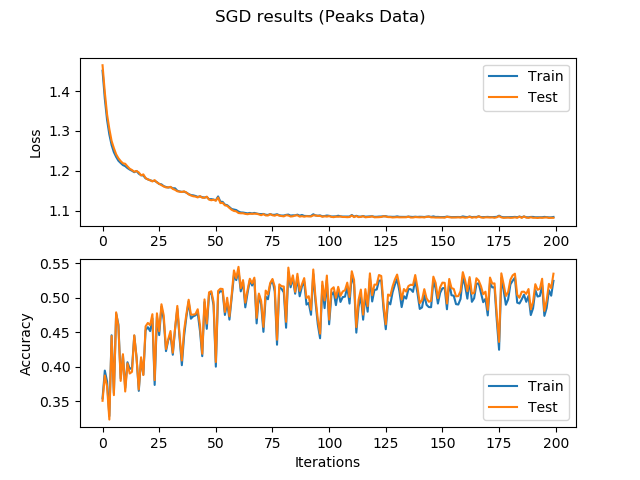 SGD results (Peaks Data)
1.4
1.3
1.2
1.1
Loss
Train
Test
0 25 50 75 100 125 150 175 200
0.55
0.50
0.45
0.40
0.35
Accuracy
Train
Test
0 25 50 75 100 125 150 175 200
Iterations